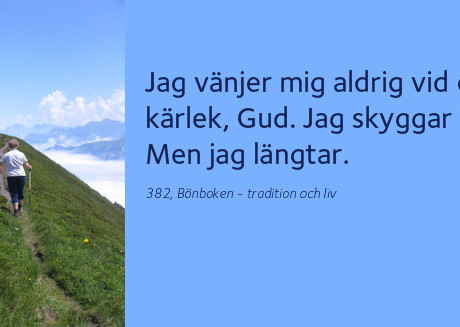 Jag vänjer mig aldrig vid
kärlek, Gud. Jag skyggar
Men jag längtar.
382, Bönboken – tradition och liv